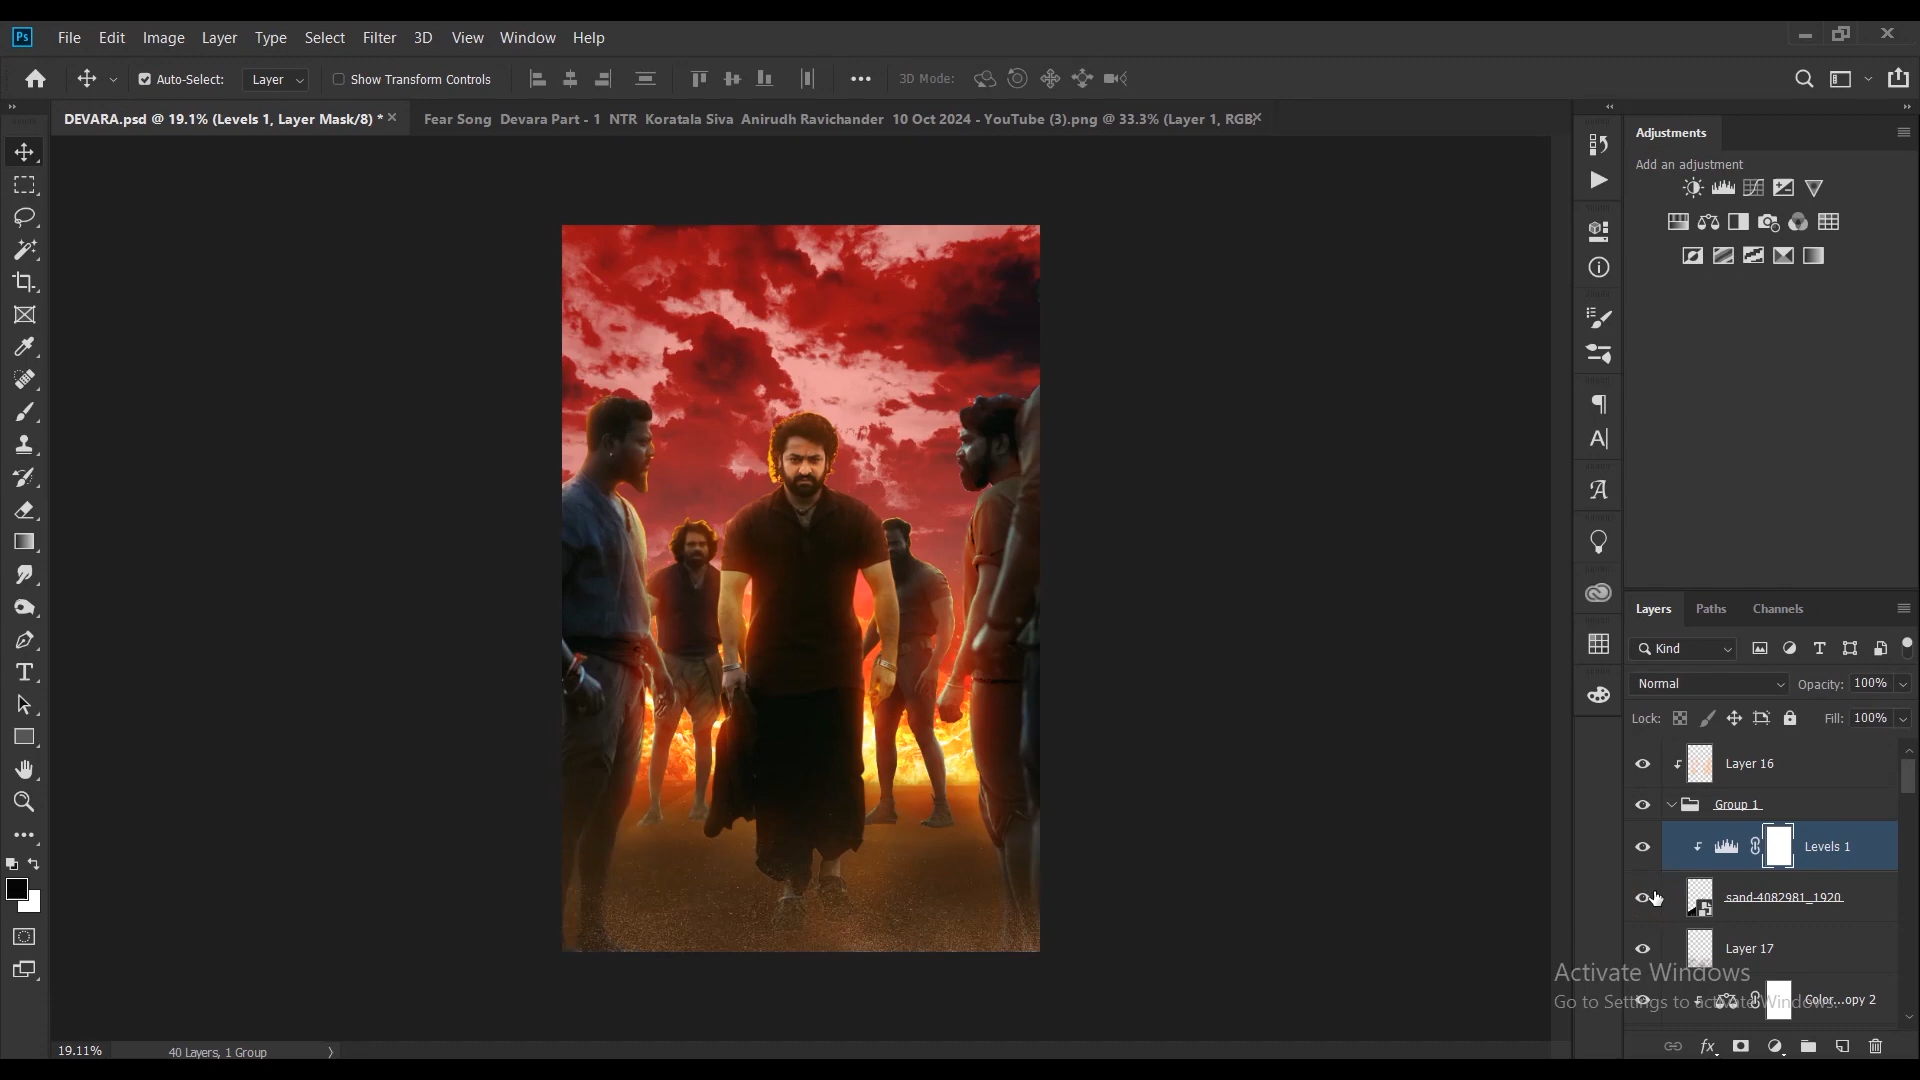 Ps File Edit Image Layer Type Select Filter 3D View Window Help
Auto-Select: Layer Show Transform Controls 3D Mode:
DEVARA.psd @ 19.1% (Levels 1, Layer Mask/8) *
Fear Song Devara Part - 1 NTR Koratala Siva Anirudh Ravichander 10 Oct 2024 - YouTube (3).png @ 33.3% (Layer 1, RGB
Adjustments
Add an adjustment
Layers Paths Channels
Kind
Normal Opacity: 100%
Lock: Fill: 100%
Layer 16
Group 1
Levels 1
sand-4082981_1920
Layer 17
Color...opy 2
Activate Windows
Go to Settings to activate Windows.
19.11% 40 Layers, 1 Group